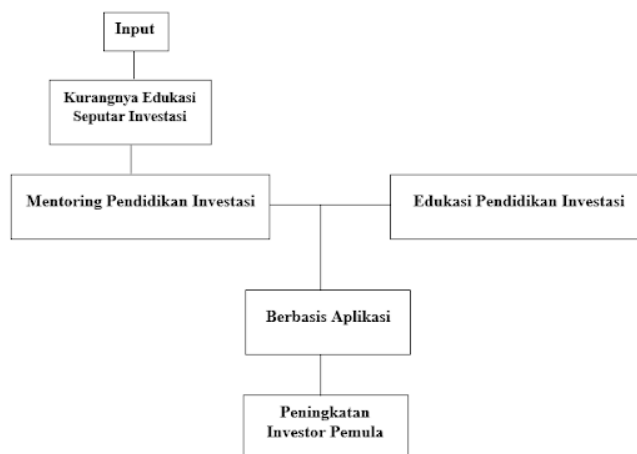 Input
Kurangnya Edukasi
Seputar Investasi
Mentoring Pendidikan Investasi
Edukasi Pendidikan Investasi
Berbasis Aplikasi
Peningkatan
Investor Pemula